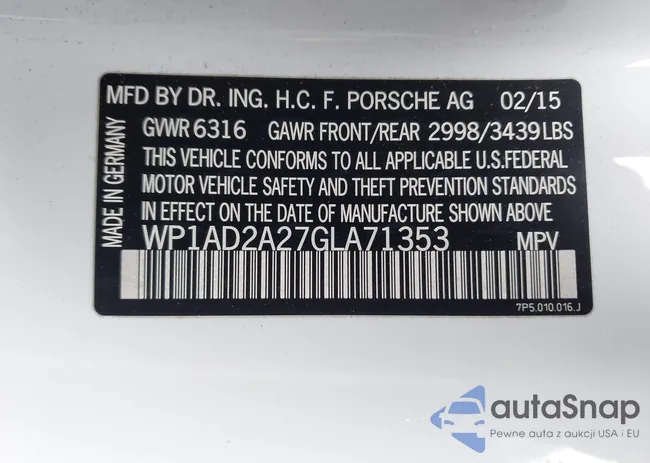 MFD BY DR. ING. H.C. F. PORSCHE AG 02/15
GVWR 6316 GAWR FRONT/REAR 2998/3439LBS
THIS VEHICLE CONFORMS TO ALL APPLICABLE U.S.FEDERAL
MOTOR VEHICLE SAFETY AND THEFT PREVENTION STANDARDS
IN EFFECT ON THE DATE OF MANUFACTURE SHOWN ABOVE
WP1AD2A27GLA71353 MPV
7P5.010.016.J
MADE IN GERMANY
autaSnap
Pewne auta z aukcji USA i EU